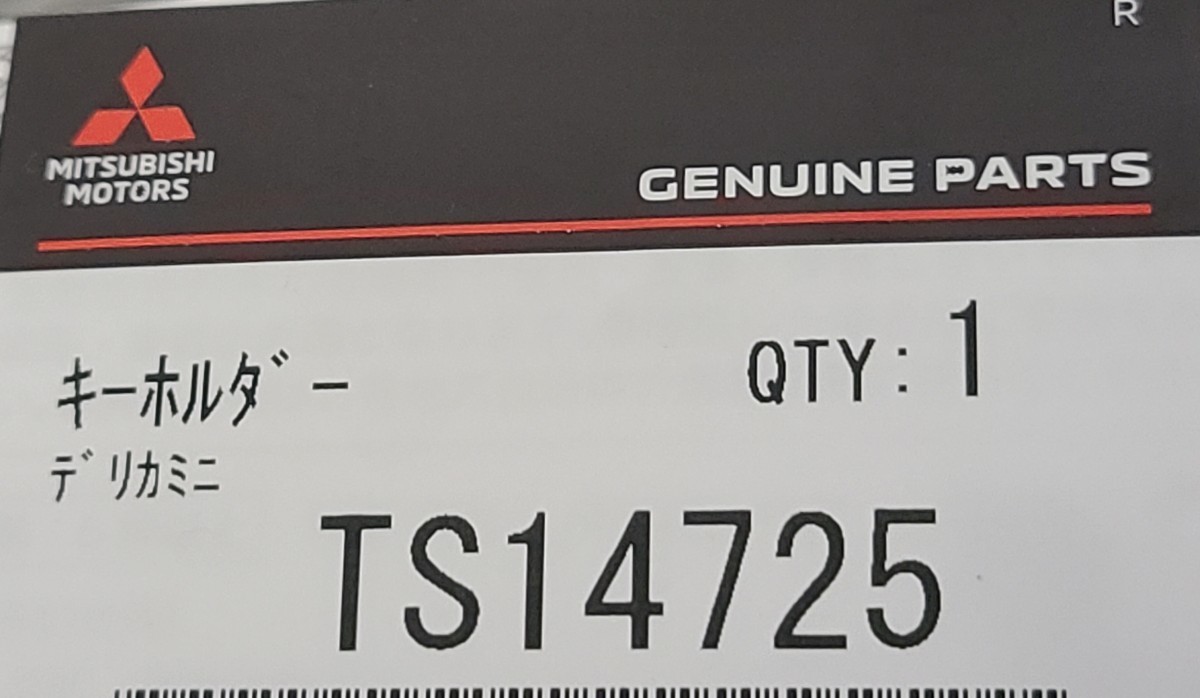 R
MITSUBISHI
MOTORS
GENUINE PARTS
ｷｰﾎﾙﾀﾞｰ
QTY: 1
ﾃﾞﾘｶﾐﾆ
TS14725